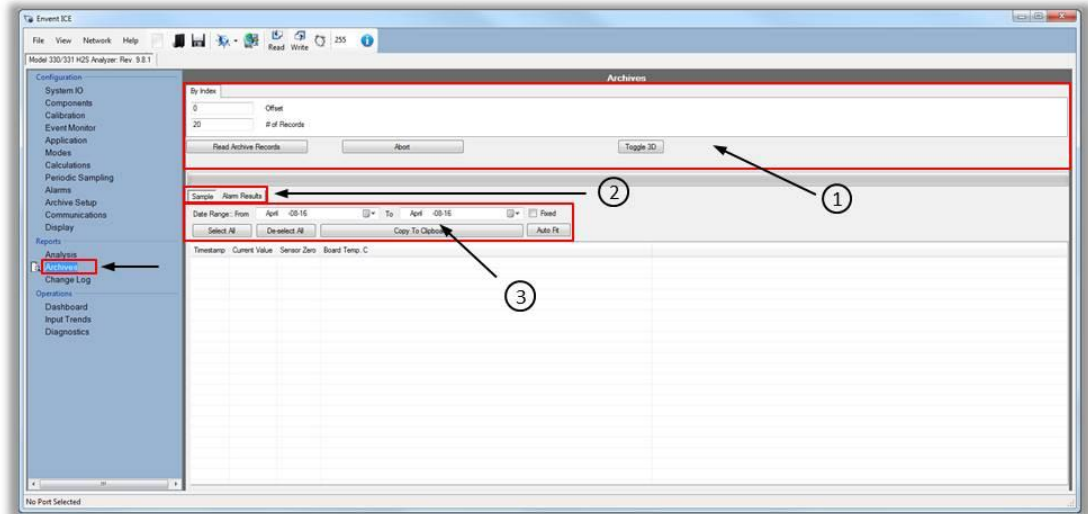 Envent ICE
File View Network Help Read Write 255
Model 330/331 H2S Analyzer: Rev. 9.8.1
Configuration
System IO
Components
Calibration
Event Monitor
Application
Modes
Calculations
Periodic Sampling
Alarms
Archive Setup
Communications
Display
Reports
Analysis
Archives
Change Log
Operations
Dashboard
Input Trends
Diagnostics
Archives
By Index
0 Offset
20 # of Records
Read Archive Records Abort Toggle 3D
1
Sample Alarm Results
2
Date Range:: From April -08-16 To April -08-16 Fixed
Select All De-select All Copy To Clipboard Auto Fit
Timestamp Current Value Sensor Zero Board Temp. C
3
No Port Selected